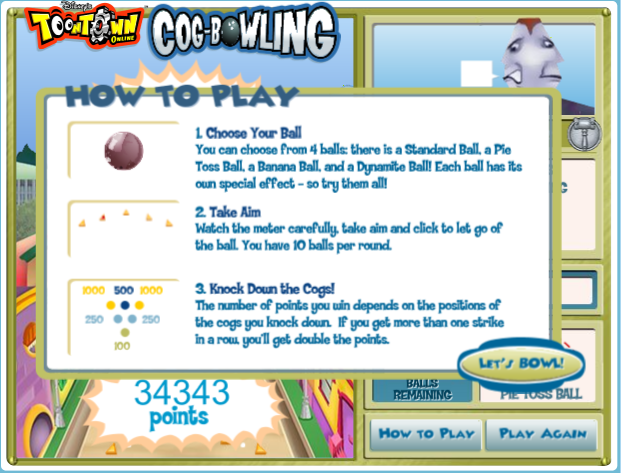 Disney's
TOONTOWN
ONLINE
COG-BOWLING
HOW TO PLAY
1. Choose Your Ball
You can choose from 4 balls: there is a Standard Ball, a Pie
Toss Ball, a Banana Ball, and a Dynamite Ball! Each ball has its
own special effect - so try them all!
2. Take Aim
Watch the meter carefully, take aim and click to let go of
the ball. You have 10 balls per round.
1000 500 1000
250 250
100
3. Knock Down the Cogs!
The number of points you win depends on the positions of
the cogs you knock down. If you get more than one strike
in a row, you'll get double the points.
LET'S BOWL!
34343
points
BALLS
REMAINING
PIE TOSS BALL
HOW TO PLAY
PLAY AGAIN